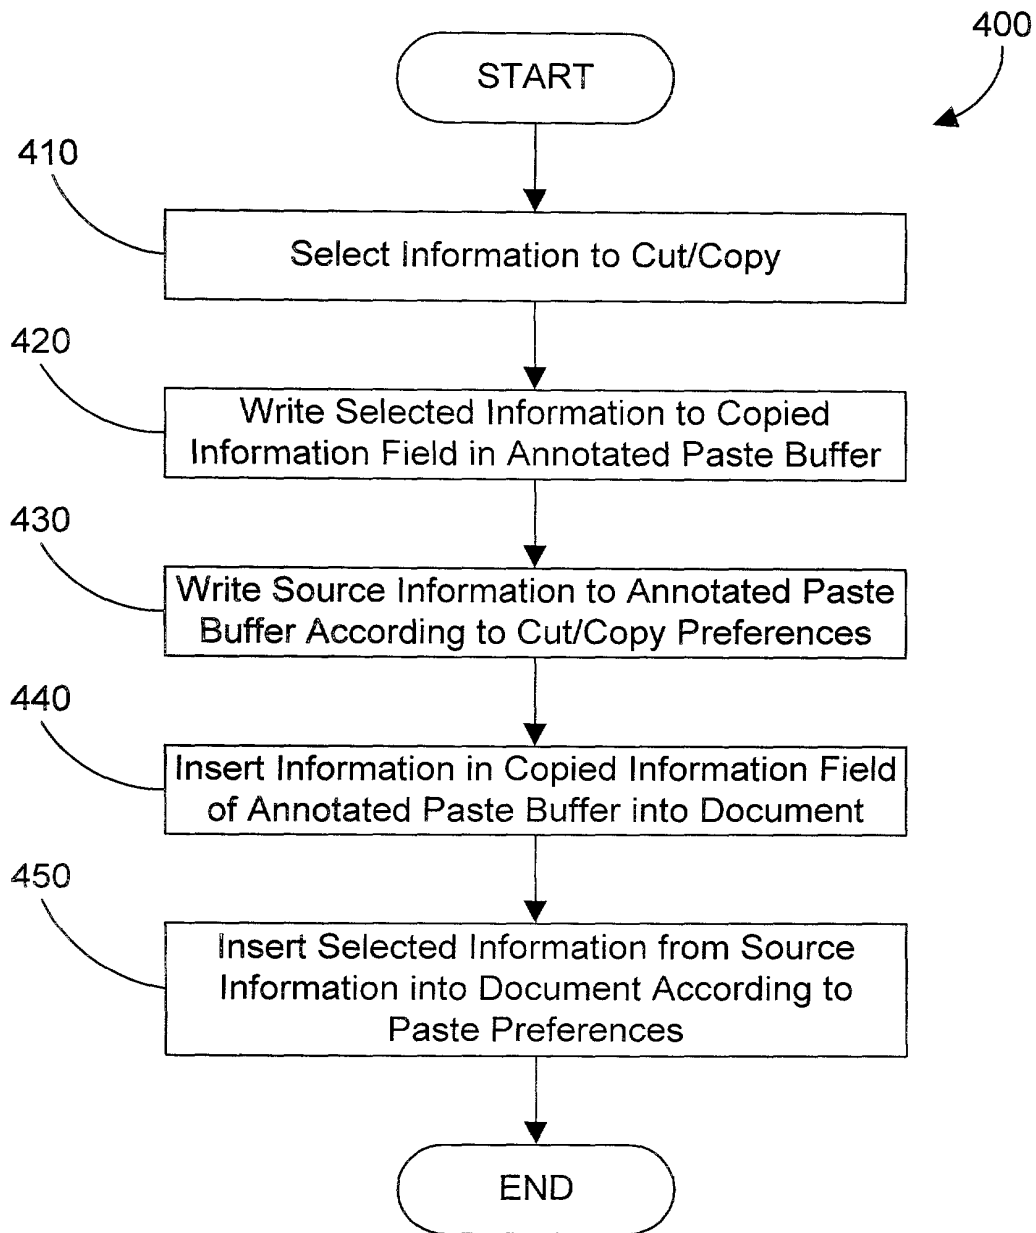 400
START
410
Select Information to Cut/Copy
420
Write Selected Information to Copied
Information Field in Annotated Paste Buffer
430
Write Source Information to Annotated Paste
Buffer According to Cut/Copy Preferences
440
Insert Information in Copied Information Field
of Annotated Paste Buffer into Document
450
Insert Selected Information from Source
Information into Document According to
Paste Preferences
END